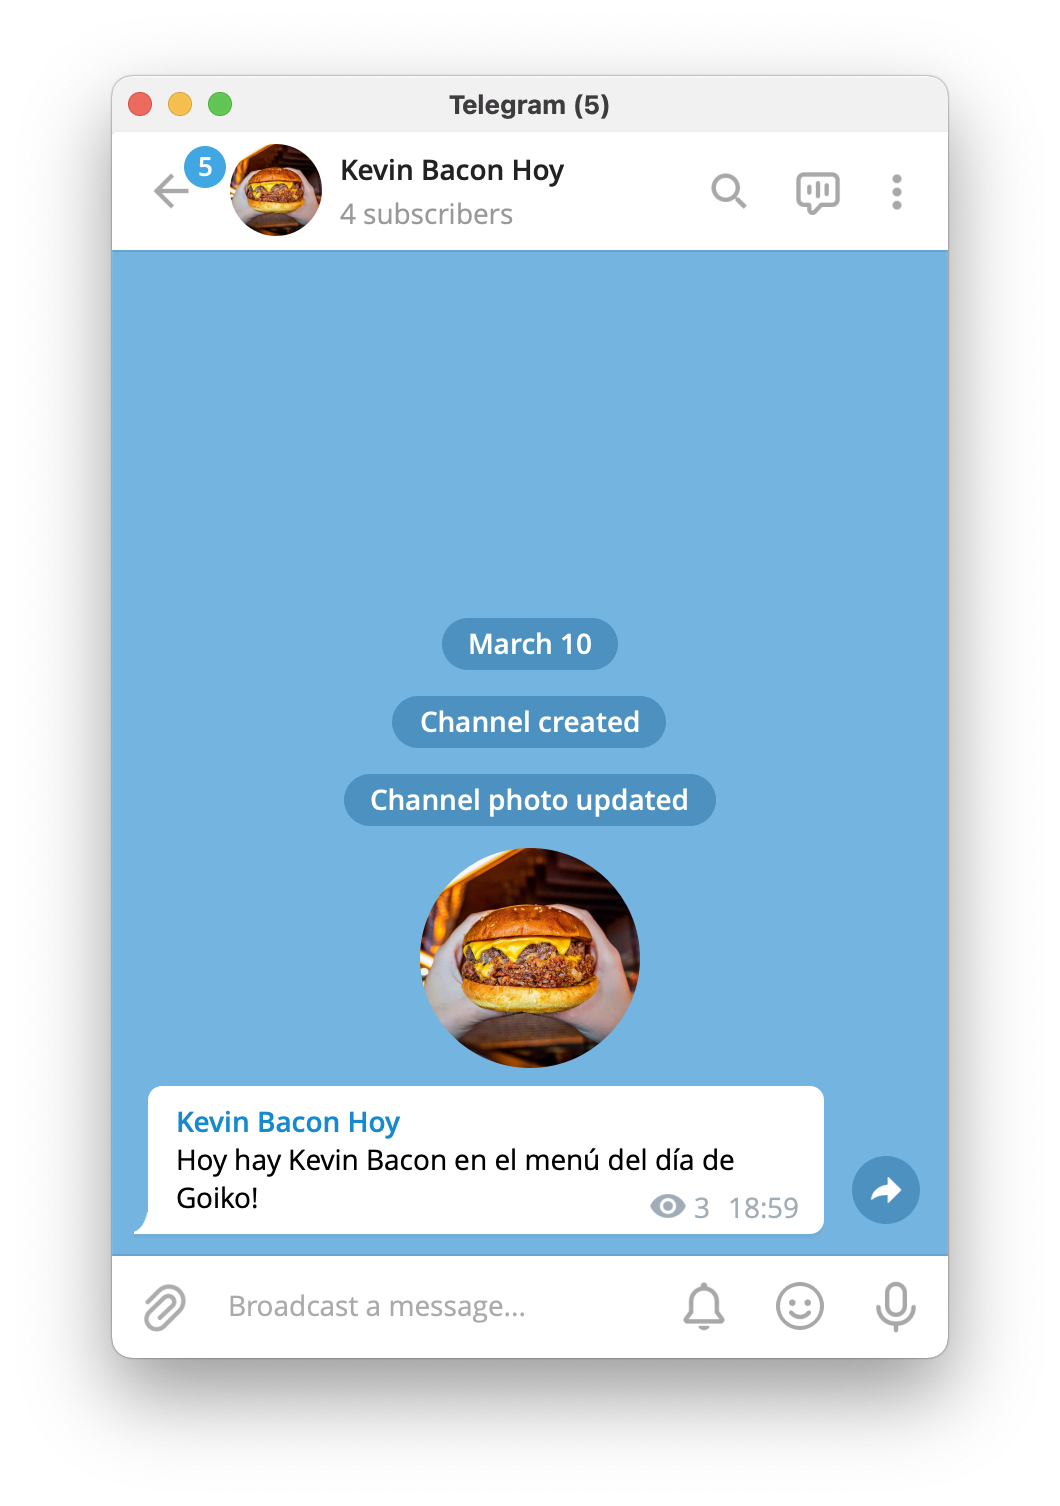 Telegram (5)
5
Kevin Bacon Hoy
4 subscribers
March 10
Channel created
Channel photo updated
Kevin Bacon Hoy
Hoy hay Kevin Bacon en el menú del día de
Goiko!
3 18:59
Broadcast a message...